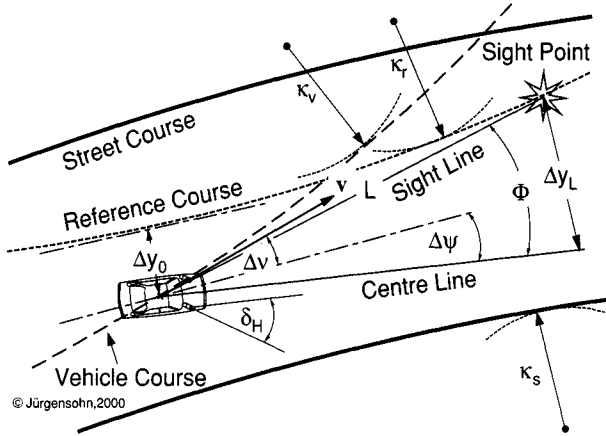 Sight Point
κv
κr
Street Course
Reference Course
v
L
Sight Line
Φ
ΔyL
Δy0
Δν
Δψ
Centre Line
δH
Vehicle Course
κs
© Jürgensohn,2000